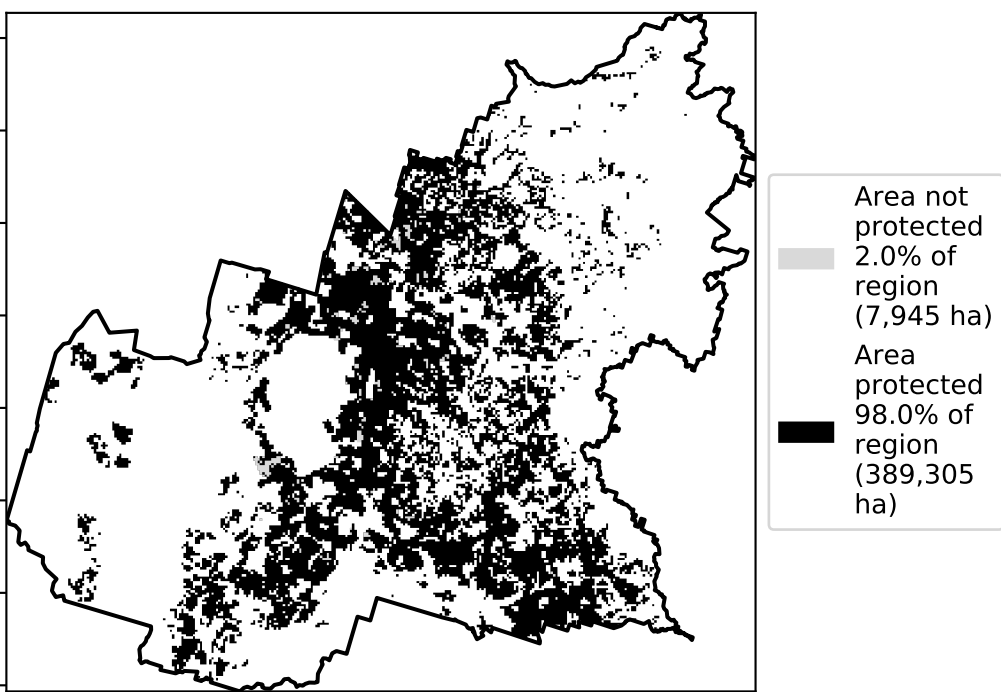 Area not
protected
2.0% of
region
(7,945 ha)
Area
protected
98.0% of
region
(389,305
ha)